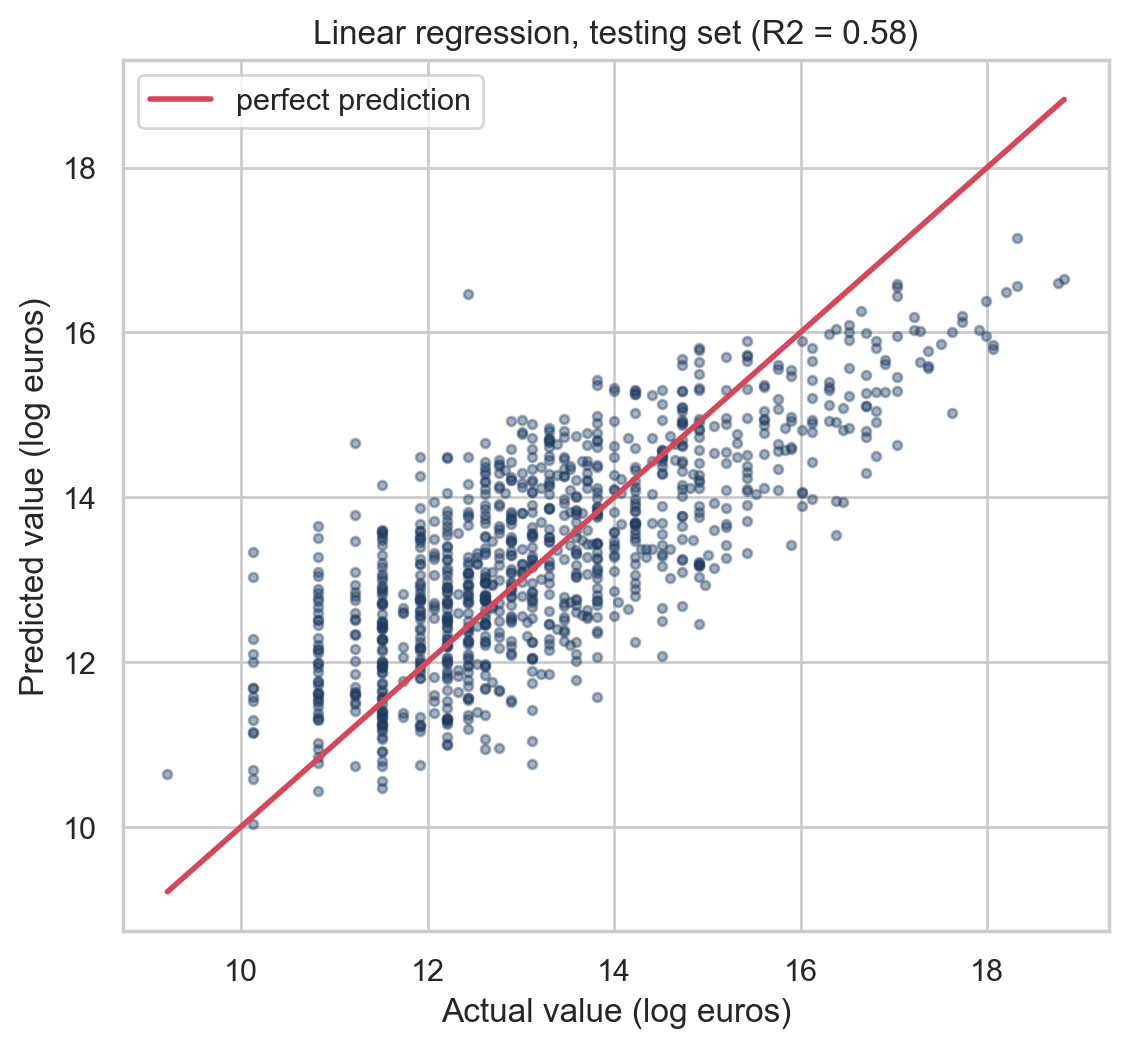 Linear regression, testing set (R2 = 0.58)
perfect prediction
18
16
14
12
10
Predicted value (log euros)
10 12 14 16 18
Actual value (log euros)